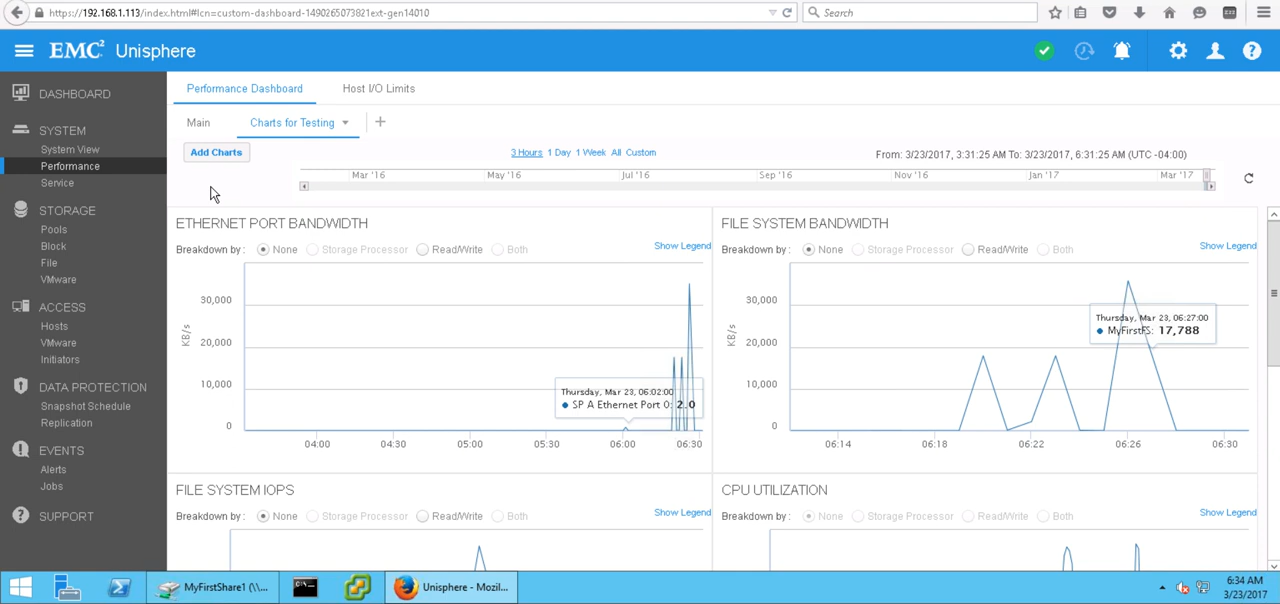 https://192.168.1.113/index.html#lcn=custom-dashboard-1490265073821ext-gen14010
Search
EMC² Unisphere
DASHBOARD
SYSTEM
System View
Performance
Service
STORAGE
Pools
Block
File
VMware
ACCESS
Hosts
VMware
Initiators
DATA PROTECTION
Snapshot Schedule
Replication
EVENTS
Alerts
Jobs
SUPPORT
Performance Dashboard Host I/O Limits
Main Charts for Testing
Add Charts
3 Hours 1 Day 1 Week All Custom
From: 3/23/2017, 3:31:25 AM To: 3/23/2017, 6:31:25 AM (UTC -04:00)
Mar '16 May '16 Jul '16 Sep '16 Nov '16 Jan '17 Mar '17
ETHERNET PORT BANDWIDTH
Breakdown by: None Storage Processor Read/Write Both
Show Legend
30,000
20,000
10,000
0
KB/s
Thursday, Mar 23, 06:02:00
SP A Ethernet Port 0: 2.0
04:00 04:30 05:00 05:30 06:00 06:30
FILE SYSTEM BANDWIDTH
Breakdown by: None Storage Processor Read/Write Both
Show Legend
30,000
20,000
10,000
0
KB/s
Thursday, Mar 23, 06:27:00
MyFirstFS: 17,788
06:14 06:18 06:22 06:26 06:30
FILE SYSTEM IOPS
Breakdown by: None Storage Processor Read/Write Both
Show Legend
CPU UTILIZATION
Breakdown by: None Storage Processor Read/Write Both
Show Legend
MyFirstShare1 (\\...
Unisphere - Mozil...
6:34 AM
3/23/2017